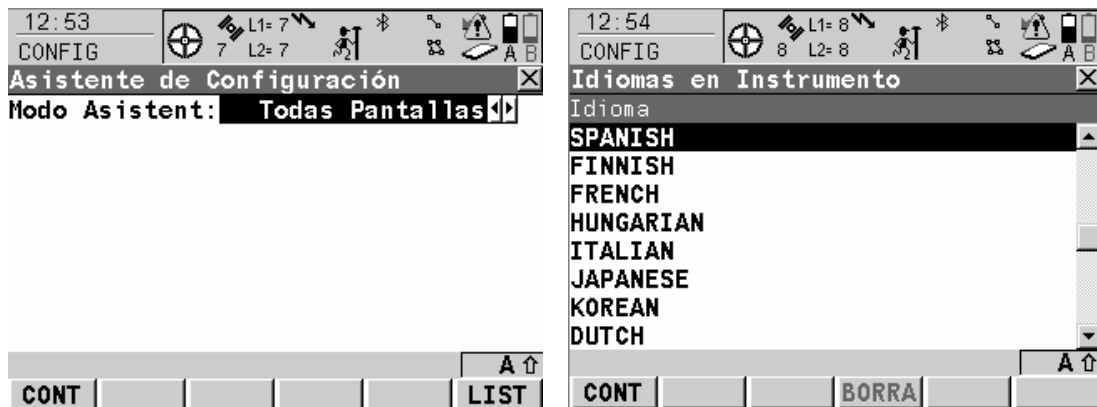 12:53
CONFIG
7
L1= 7
L2= 7
A B
Asistente de Configuración
Modo Asistent: Todas Pantallas
A
CONT LIST
12:54
CONFIG
8
L1= 8
L2= 8
A B
Idiomas en Instrumento
Idioma
SPANISH
FINNISH
FRENCH
HUNGARIAN
ITALIAN
JAPANESE
KOREAN
DUTCH
A
CONT BORRA